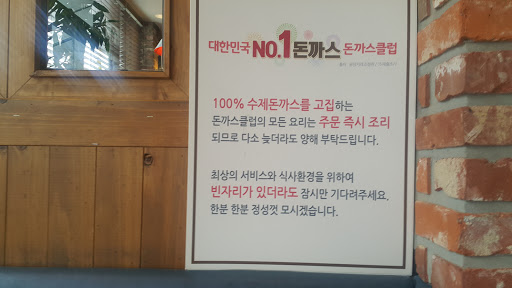 대한민국 NO.1 돈까스 돈까스클럽
100% 수제돈까스를 고집하는
돈까스클럽의 모든 요리는 주문 즉시 조리
되므로 다소 늦더라도 양해 부탁드립니다.
최상의 서비스와 식사환경을 위하여
빈자리가 있더라도 잠시만 기다려주세요.
한분 한분 정성껏 모시겠습니다.